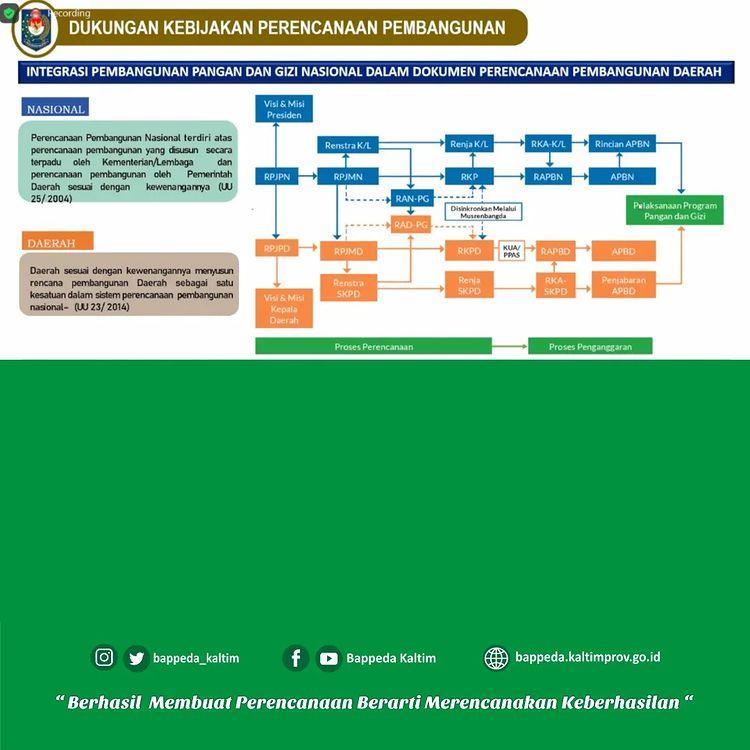 Recording
DUKUNGAN KEBIJAKAN PERENCANAAN PEMBANGUNAN
INTEGRASI PEMBANGUNAN PANGAN DAN GIZI NASIONAL DALAM DOKUMEN PERENCANAAN PEMBANGUNAN DAERAH
NASIONAL
Perencanaan Pembangunan Nasional terdiri atas
perencanaan pembangunan yang disusun secara
terpadu oleh Kementerian/Lembaga dan
perencanaan pembangunan oleh Pemerintah
Daerah sesuai dengan kewenangannya (UU
25/ 2004)
DAERAH
Daerah sesuai dengan kewenangannya menyusun
rencana pembangunan Daerah sebagai satu
kesatuan dalam sistem perencanaan pembangunan
nasional– (UU 23/ 2014)
Visi & Misi
Presiden
Renstra K/L
Renja K/L
RKA-K/L
Rincian APBN
RPJPN
RPJMN
RKP
RAPBN
APBN
RAN-PG
Disinkronkan Melalui
Musrenbangda
Pelaksanaan Program
Pangan dan Gizi
RAD-PG
RPJPD
RPJMD
RKPD
KUA/
PPAS
RAPBD
APBD
Renstra
SKPD
Renja
SKPD
RKA-
SKPD
Penjabaran
APBD
Visi & Misi
Kepala
Daerah
Proses Perencanaan
Proses Penganggaran
bappeda_kaltim
Bappeda Kaltim
bappeda.kaltimprov.go.id
“ Berhasil Membuat Perencanaan Berarti Merencanakan Keberhasilan “